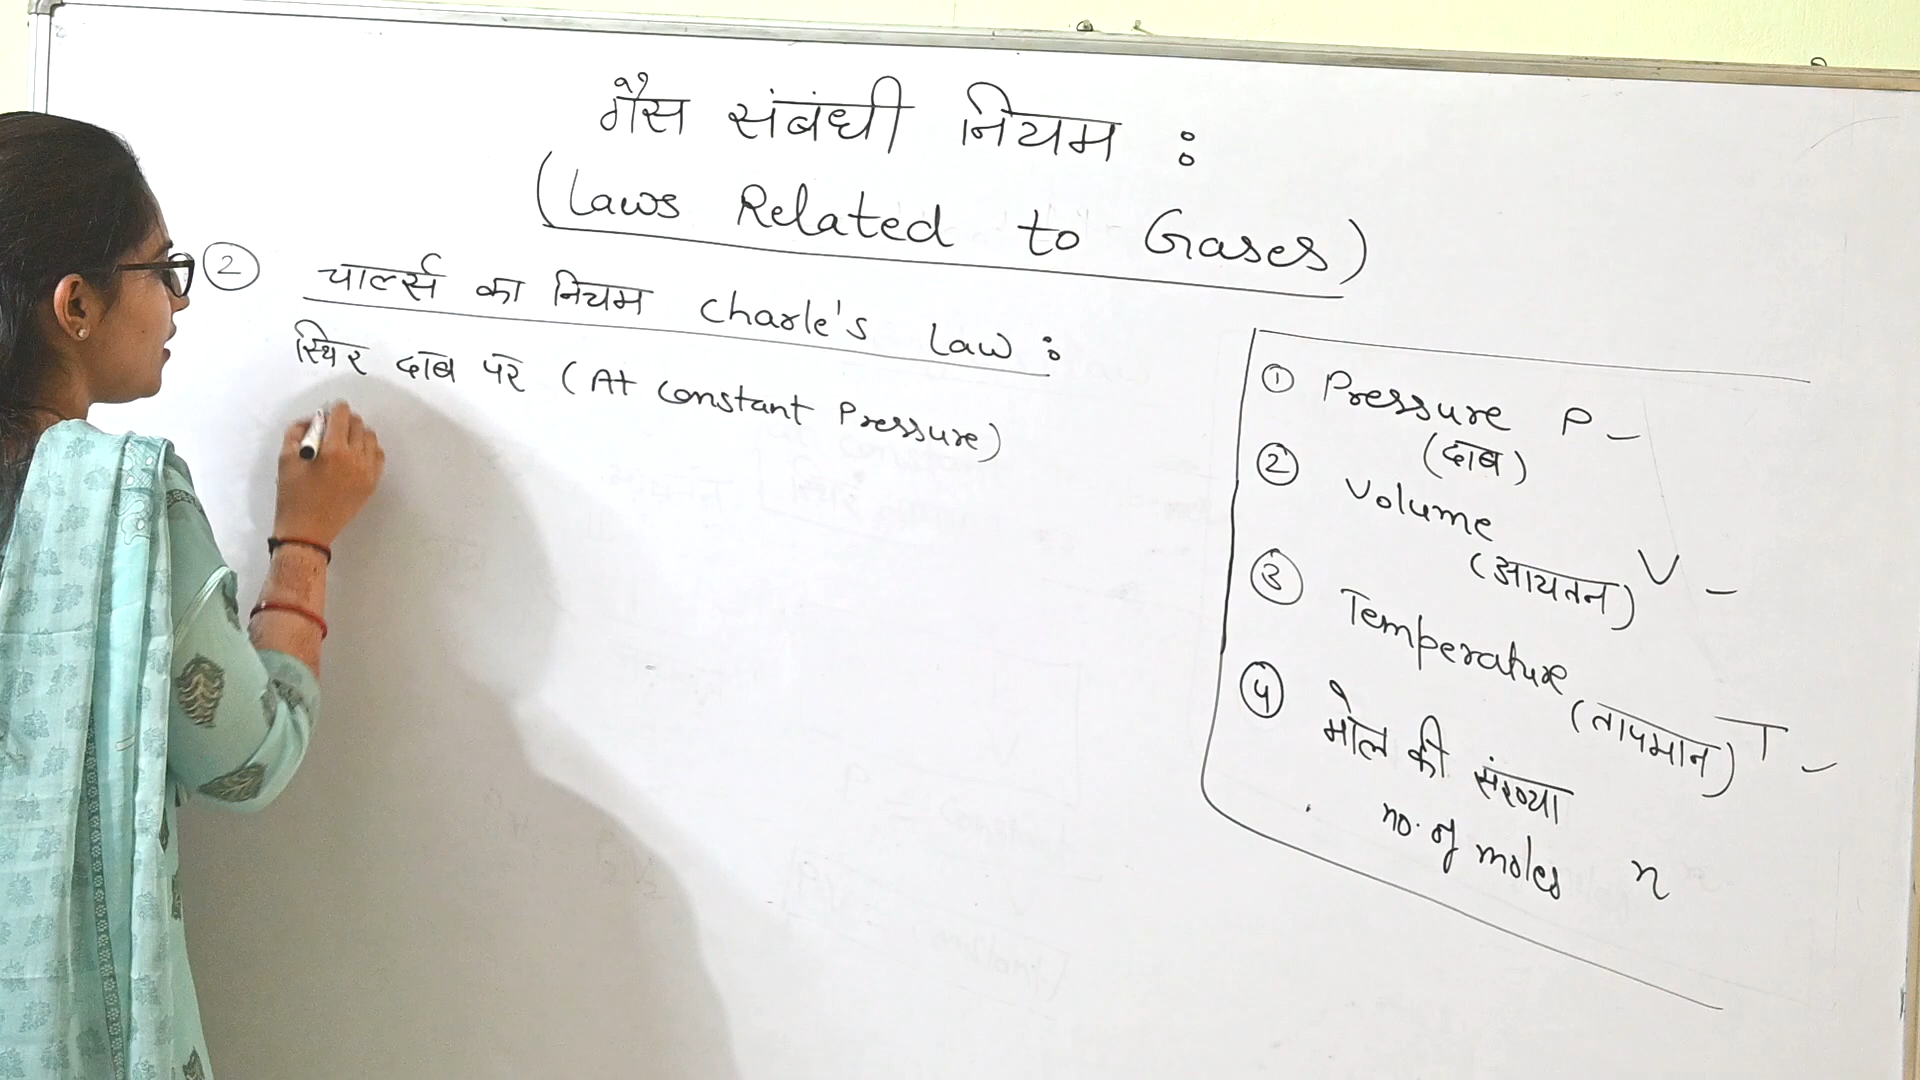 गैस संबंधी नियम :
(Laws Related to Gases)
② चार्ल्स का नियम Charle's Law :
स्थिर दाब पर (At constant Pressure)
① Pressure P –
(दाब)
② Volume V –
(आयतन)
③ Temperature T –
(तापमान)
④ मोल की संख्या
no. of moles n